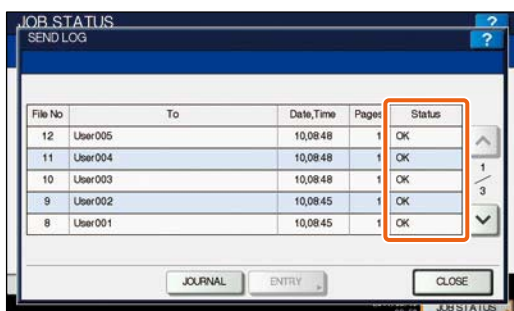 JOB STATUS ?
SEND LOG ?
File No To Date,Time Pages Status
12 User005 10,08:48 1 OK
11 User004 10,08:48 1 OK
10 User003 10,08:48 1 OK
9 User002 10,08:45 1 OK
8 User001 10,08:45 1 OK
1
3
JOURNAL ENTRY CLOSE
JOB STATUS